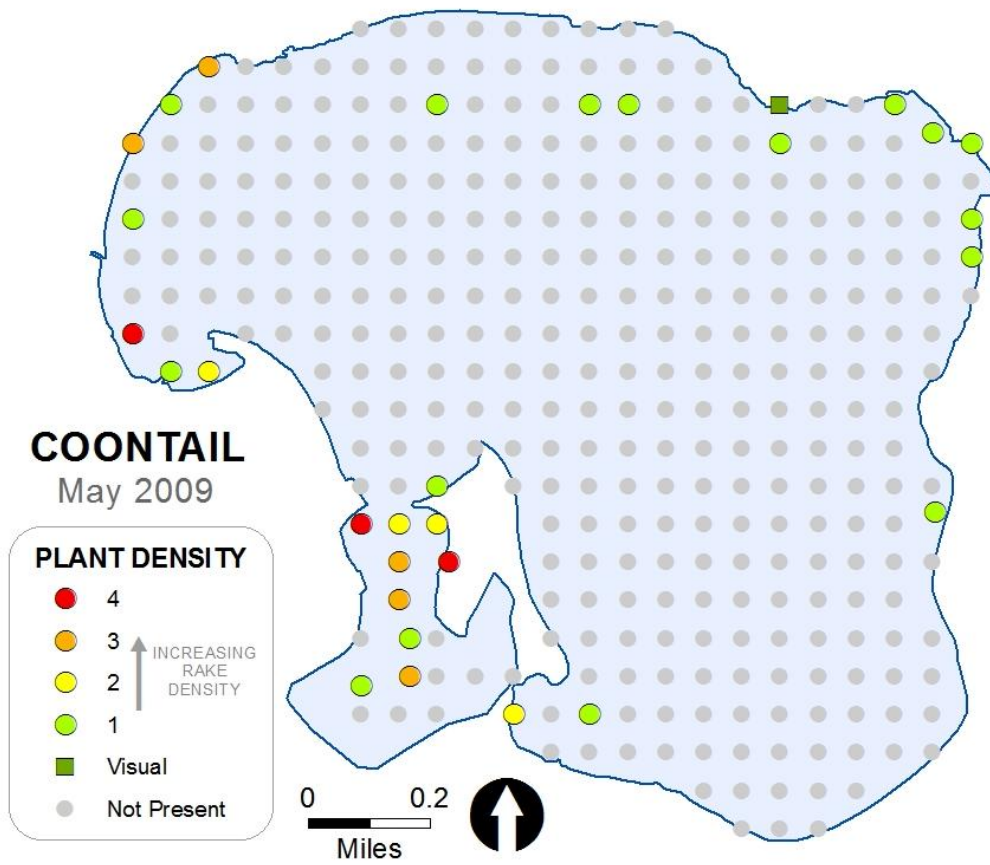 COONTAIL
May 2009
PLANT DENSITY
4
3
2
1
INCREASING
RAKE
DENSITY
Visual
Not Present
0 0.2
Miles